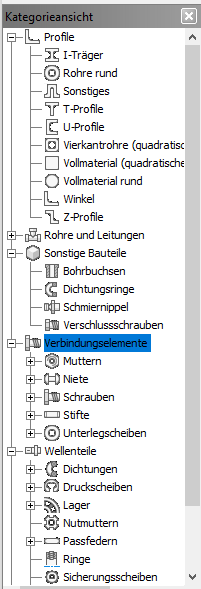 Kategorieansicht
Profile
I-Träger
Rohre rund
Sonstiges
T-Profile
U-Profile
Vierkantrohre (quadratisc
Vollmaterial (quadratische
Vollmaterial rund
Winkel
Z-Profile
Rohre und Leitungen
Sonstige Bauteile
Bohrbuchsen
Dichtungsringe
Schmiernippel
Verschlussschrauben
Verbindungselemente
Muttern
Niete
Schrauben
Stifte
Unterlegscheiben
Wellenteile
Dichtungen
Druckscheiben
Lager
Nutmuttern
Passfedern
Ringe
Sicherungsscheiben